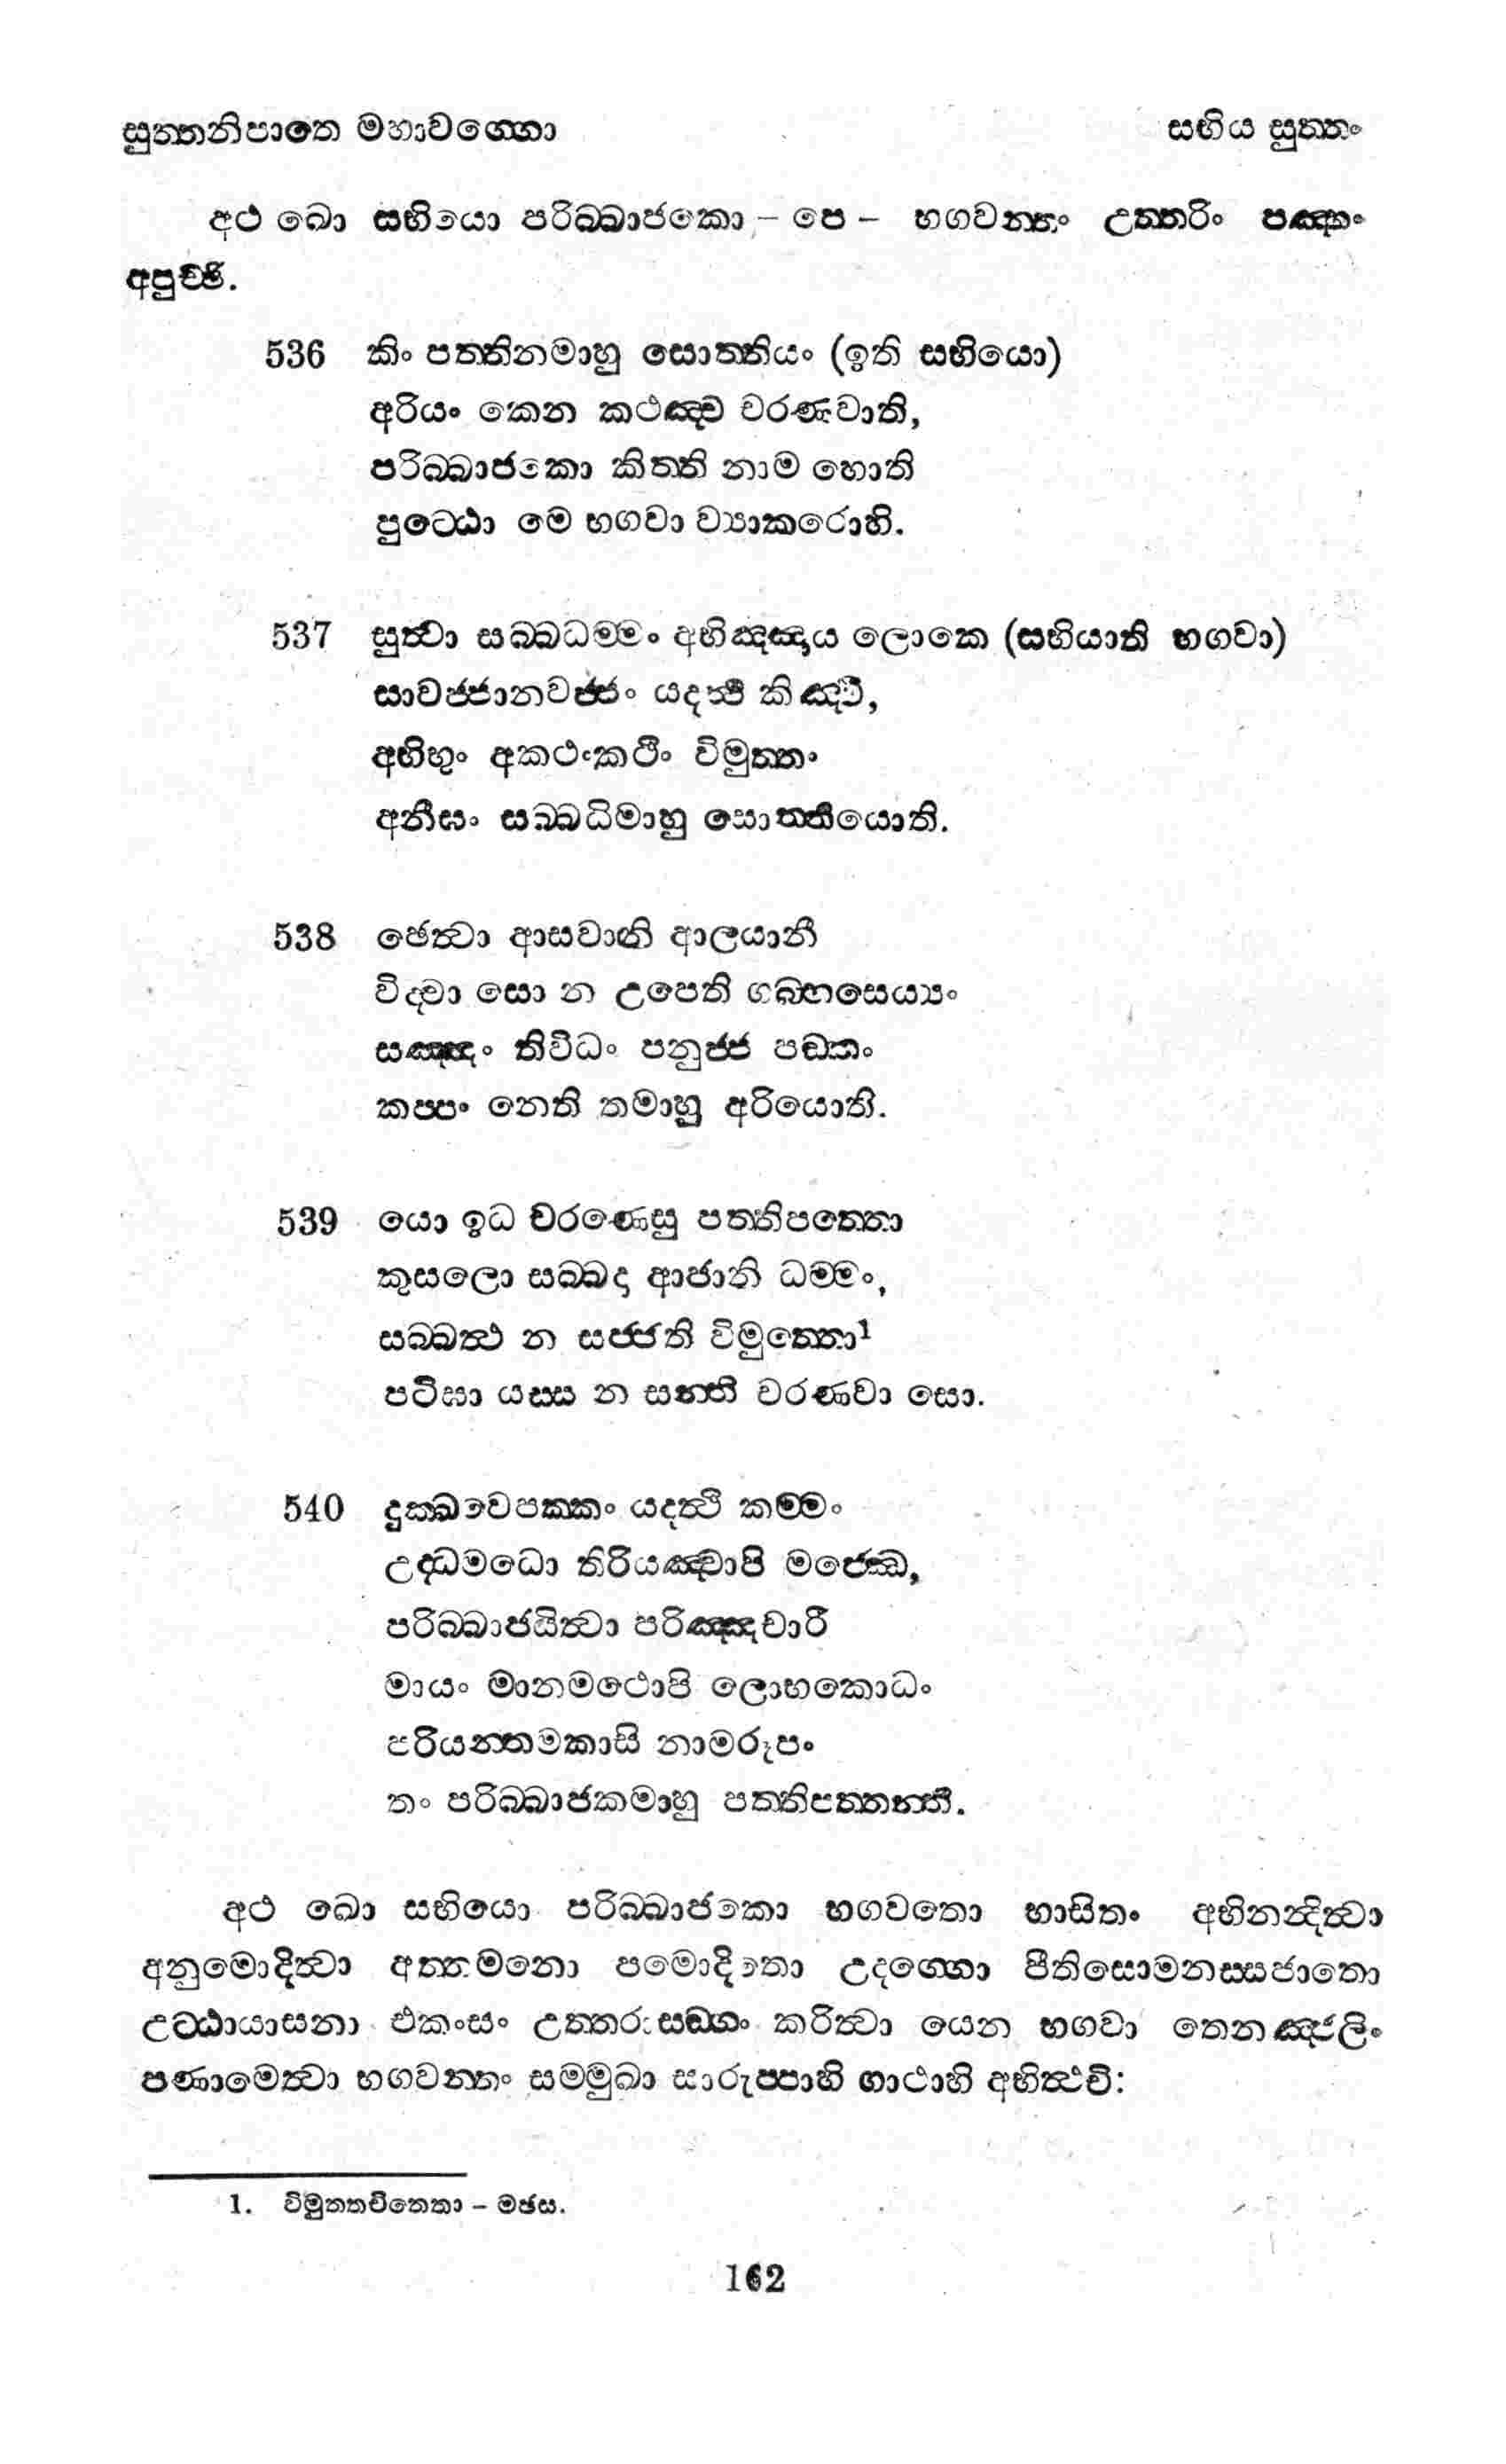 සුත්තනිපාතෙ මහාවග්ගො
සභිය සුත්තං
අථ ඛො සභියො පරිබ්බාජකො – පෙ – භගවන්තං උත්තරිං පඤ්හං
අපුච්ඡි.
536 කිං පත්තිනමාහු සොත්තියං (ඉති සභියො)
අරියං කෙන කථඤ්ච චරණවාති,
පරිබ්බාජකො කිත්ති නාම හොති
පුට්ඨො මෙ භගවා ව්‍යාකරොහි.
537 සුත්වා සබ්බධම්මං අභිඤ්ඤාය ලොකෙ (සභියාති භගවා)
සාවජ්ජානවජ්ජං යදත්ථි කිඤ්චි,
අභිභුං අකථංකථිං විමුත්තං
අනීඝං සබ්බධිමාහු සොත්තියොති.
538 ඡෙත්වා ආසවානි ආලයානි
විද්වා සො න උපෙති ගබ්භසෙය්‍යං
සඤ්ඤං තිවිධං පනුජ්ජ පඞ්කං
කප්පං නෙති තමාහු අරියොති.
539 යො ඉධ චරණෙසු පත්තිපත්තො
කුසලො සබ්බදා ආජානි ධම්මං,
සබ්බත්ථ න සජ්ජති විමුත්තො1
පටිඝා යස්ස න සන්ති චරණවා සො.
540 දුක්ඛවෙපක්කං යදත්ථි කම්මං
උද්ධමධො තිරියඤ්චාපි මජ්ඣෙ,
පරිබ්බාජයිත්වා පරිඤ්ඤචාරී
මායං මානමථොපි ලොභකොධං
පරියන්තමකාසි නාමරූපං
තං පරිබ්බාජකමාහු පත්තිපත්තන්ති.
අථ ඛො සභියො පරිබ්බාජකො භගවතො භාසිතං අභිනන්දිත්වා
අනුමොදිත්වා අත්තමනො පමොදිතො උදග්ගො පීතිසොමනස්සජාතො
උට්ඨායාසනා එකංසං උත්තරාසඞ්ගං කරිත්වා යෙන භගවා තෙනඤ්ජලිං
පණාමෙත්වා භගවන්තං සම්මුඛා සාරුප්පාහි ගාථාහි අභිත්ථවි:
1. විමුතතචිතෙතා – මඡස.
162